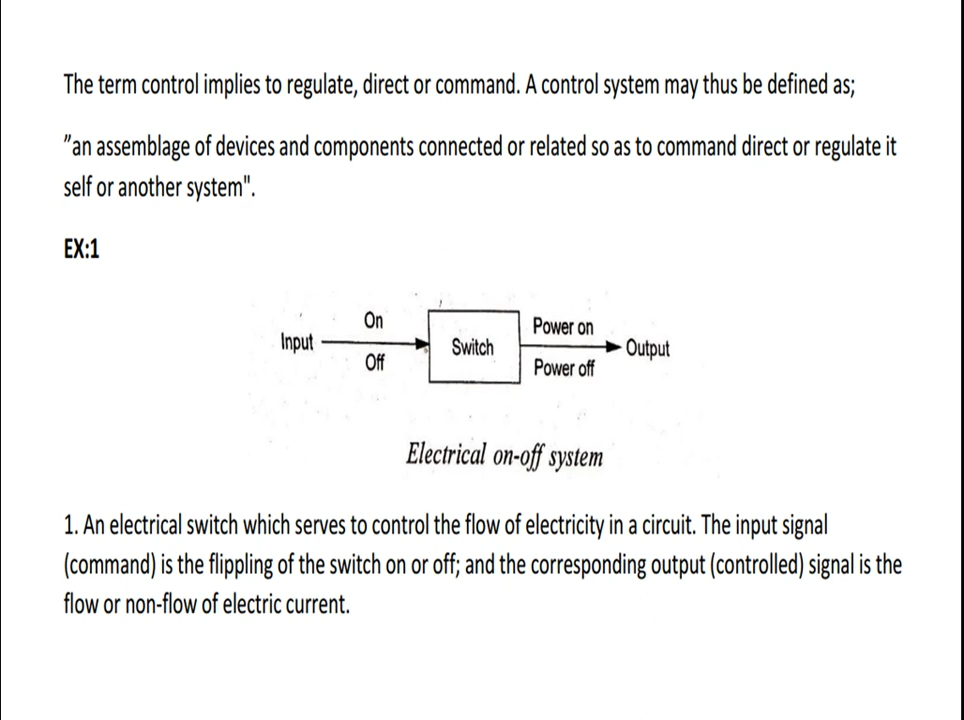 The term control implies to regulate, direct or command. A control system may thus be defined as;
"an assemblage of devices and components connected or related so as to command direct or regulate it
self or another system".
EX:1
Input
On
Off
Switch
Power on
Power off
Output
Electrical on-off system
1. An electrical switch which serves to control the flow of electricity in a circuit. The input signal
(command) is the flippling of the switch on or off; and the corresponding output (controlled) signal is the
flow or non-flow of electric current.